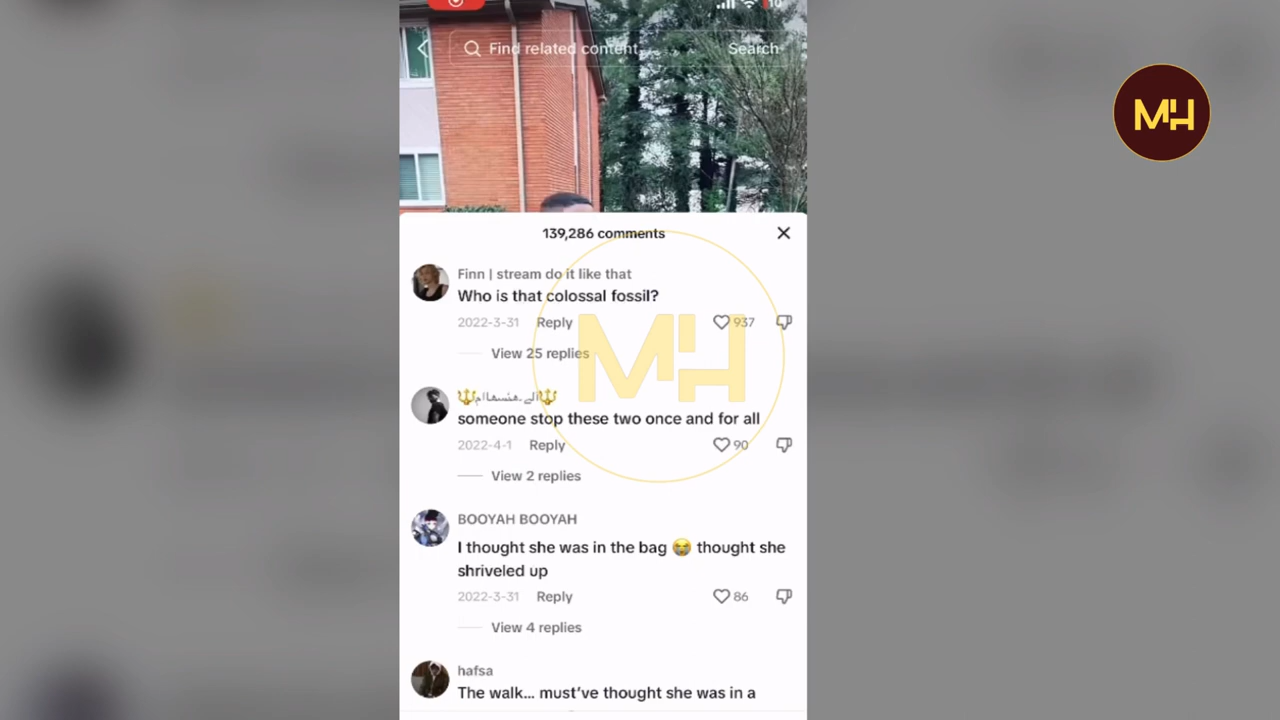 10
Find related content
Search
MH
139,286 comments
Finn | stream do it like that
Who is that colossal fossil?
2022-3-31 Reply 937
View 25 replies
MH
someone stop these two once and for all
2022-4-1 Reply 90
View 2 replies
BOOYAH BOOYAH
I thought she was in the bag 😭 thought she
shriveled up
2022-3-31 Reply 86
View 4 replies
hafsa
The walk... must've thought she was in a